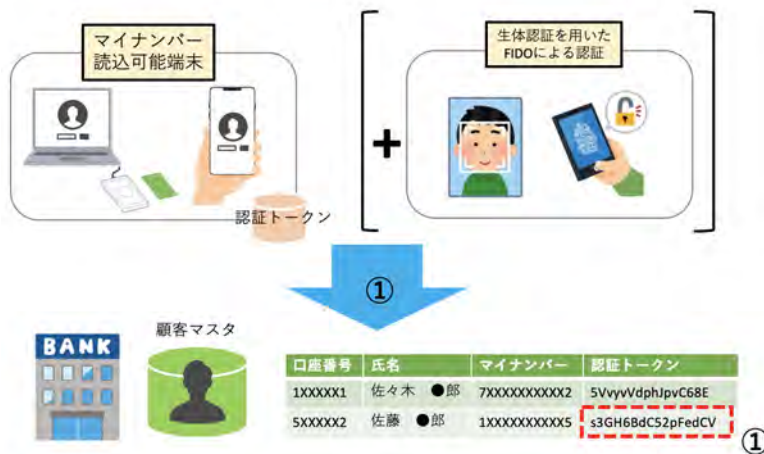 マイナンバー
読込可能端末
生体認証を用いた
FIDOによる認証
+
認証トークン
①
BANK
顧客マスタ
口座番号 氏名 マイナンバー 認証トークン
1XXXXX1 佐々木 ●郎 7XXXXXXXXXX2 5VvyvVdphJpvC68E
5XXXXX2 佐藤 ●郎 1XXXXXXXXXX5 s3GH6BdC52pFedCV
①